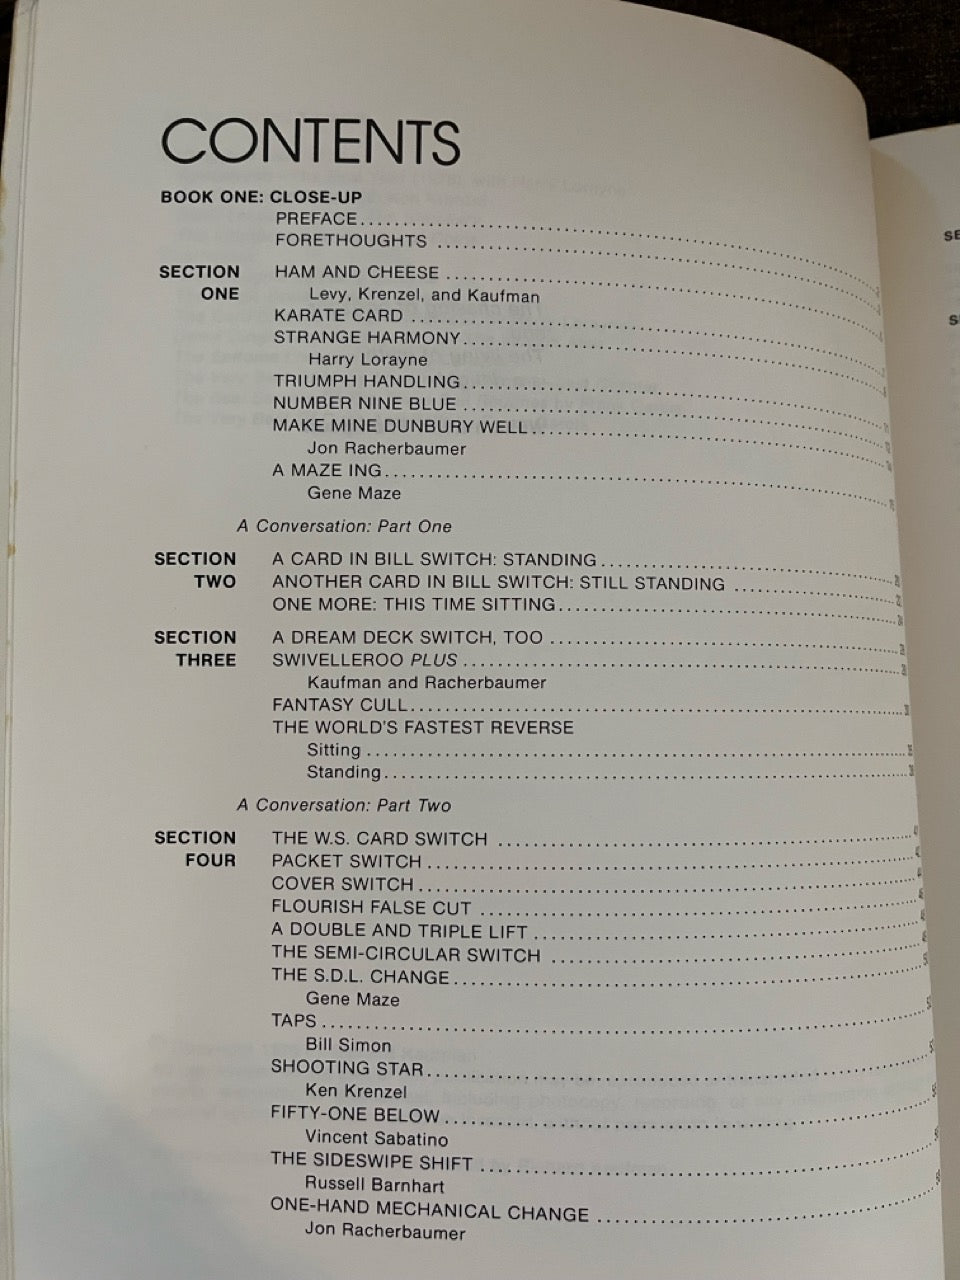 CONTENTS
BOOK ONE: CLOSE-UP
PREFACE
FORETHOUGHTS
SECTION ONE
HAM AND CHEESE
Levy, Krenzel, and Kaufman
KARATE CARD
STRANGE HARMONY
Harry Lorayne
TRIUMPH HANDLING
NUMBER NINE BLUE
MAKE MINE DUNBURY WELL
Jon Racherbaumer
A MAZE ING
Gene Maze
A Conversation: Part One
SECTION TWO
A CARD IN BILL SWITCH: STANDING
ANOTHER CARD IN BILL SWITCH: STILL STANDING
ONE MORE: THIS TIME SITTING
SECTION THREE
A DREAM DECK SWITCH, TOO
SWIVELLEROO PLUS
Kaufman and Racherbaumer
FANTASY CULL
THE WORLD'S FASTEST REVERSE
Sitting
Standing
A Conversation: Part Two
SECTION FOUR
THE W.S. CARD SWITCH
PACKET SWITCH
COVER SWITCH
FLOURISH FALSE CUT
A DOUBLE AND TRIPLE LIFT
THE SEMI-CIRCULAR SWITCH
THE S.D.L. CHANGE
Gene Maze
TAPS
Bill Simon
SHOOTING STAR
Ken Krenzel
FIFTY-ONE BELOW
Vincent Sabatino
THE SIDESWIPE SHIFT
Russell Barnhart
ONE-HAND MECHANICAL CHANGE
Jon Racherbaumer